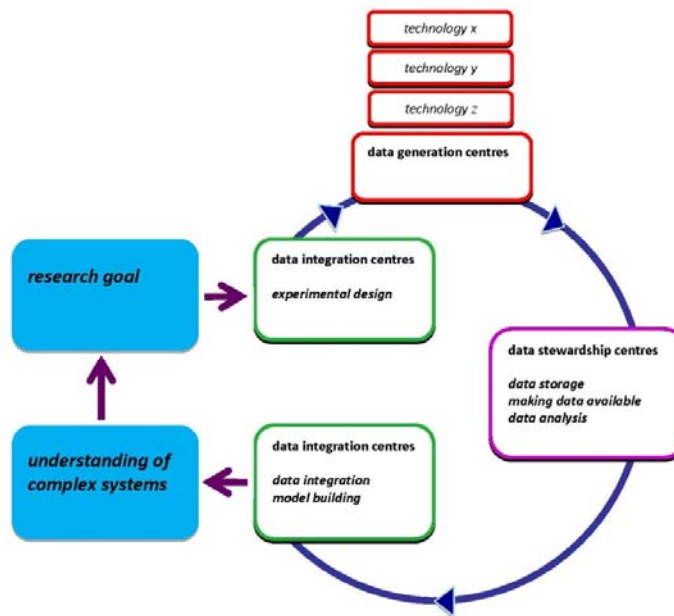 technology x
technology y
technology z
data generation centres
research goal
data integration centres
experimental design
data stewardship centres
data storage
making data available
data analysis
understanding of
complex systems
data integration centres
data integration
model building